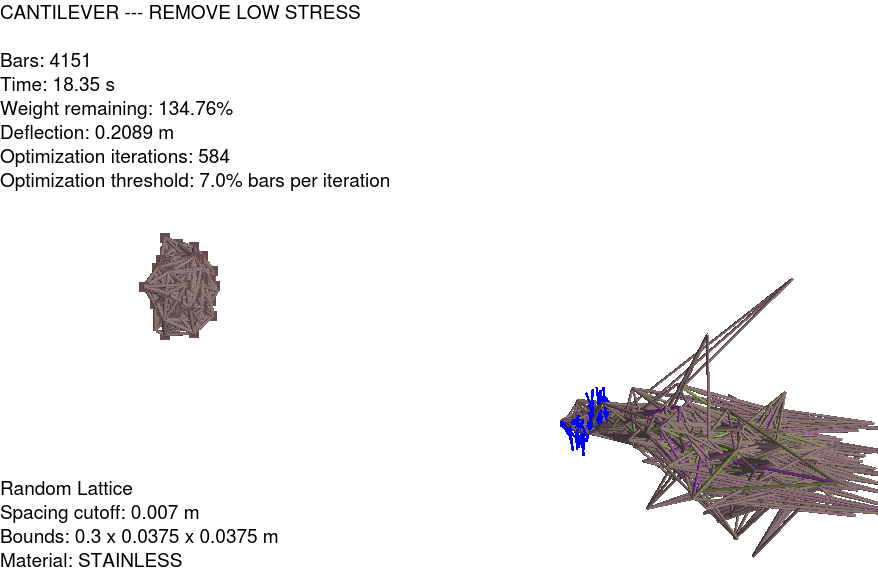 CANTILEVER --- REMOVE LOW STRESS
Bars: 4151
Time: 18.35 s
Weight remaining: 134.76%
Deflection: 0.2089 m
Optimization iterations: 584
Optimization threshold: 7.0% bars per iteration
Random Lattice
Spacing cutoff: 0.007 m
Bounds: 0.3 x 0.0375 x 0.0375 m
Material: STAINLESS